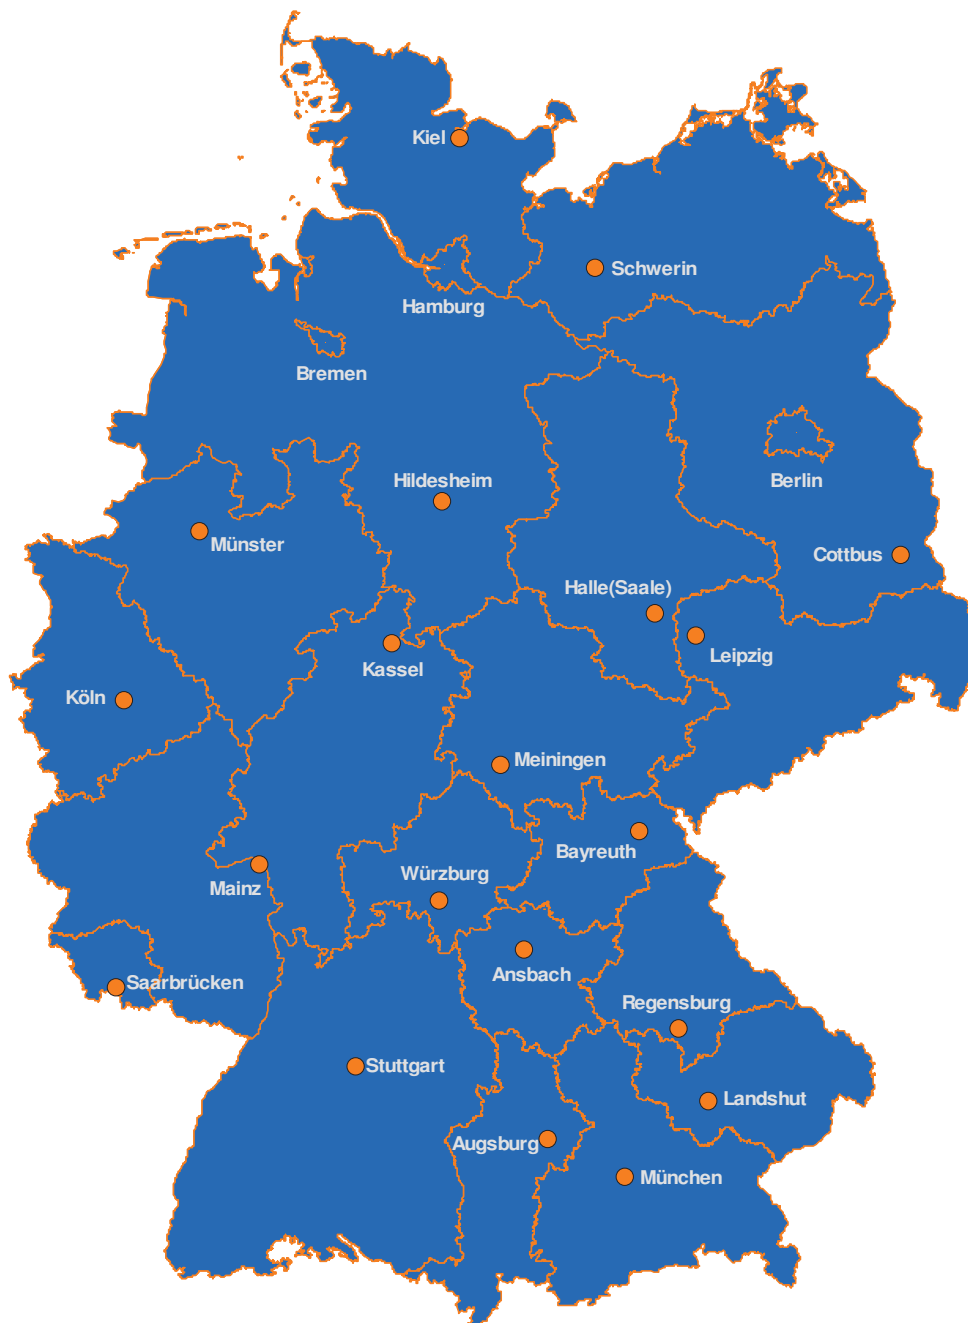 Kiel
Schwerin
Hamburg
Bremen
Hildesheim
Berlin
Münster
Cottbus
Halle(Saale)
Leipzig
Kassel
Köln
Meiningen
Bayreuth
Würzburg
Mainz
Ansbach
Saarbrücken
Regensburg
Stuttgart
Landshut
Augsburg
München